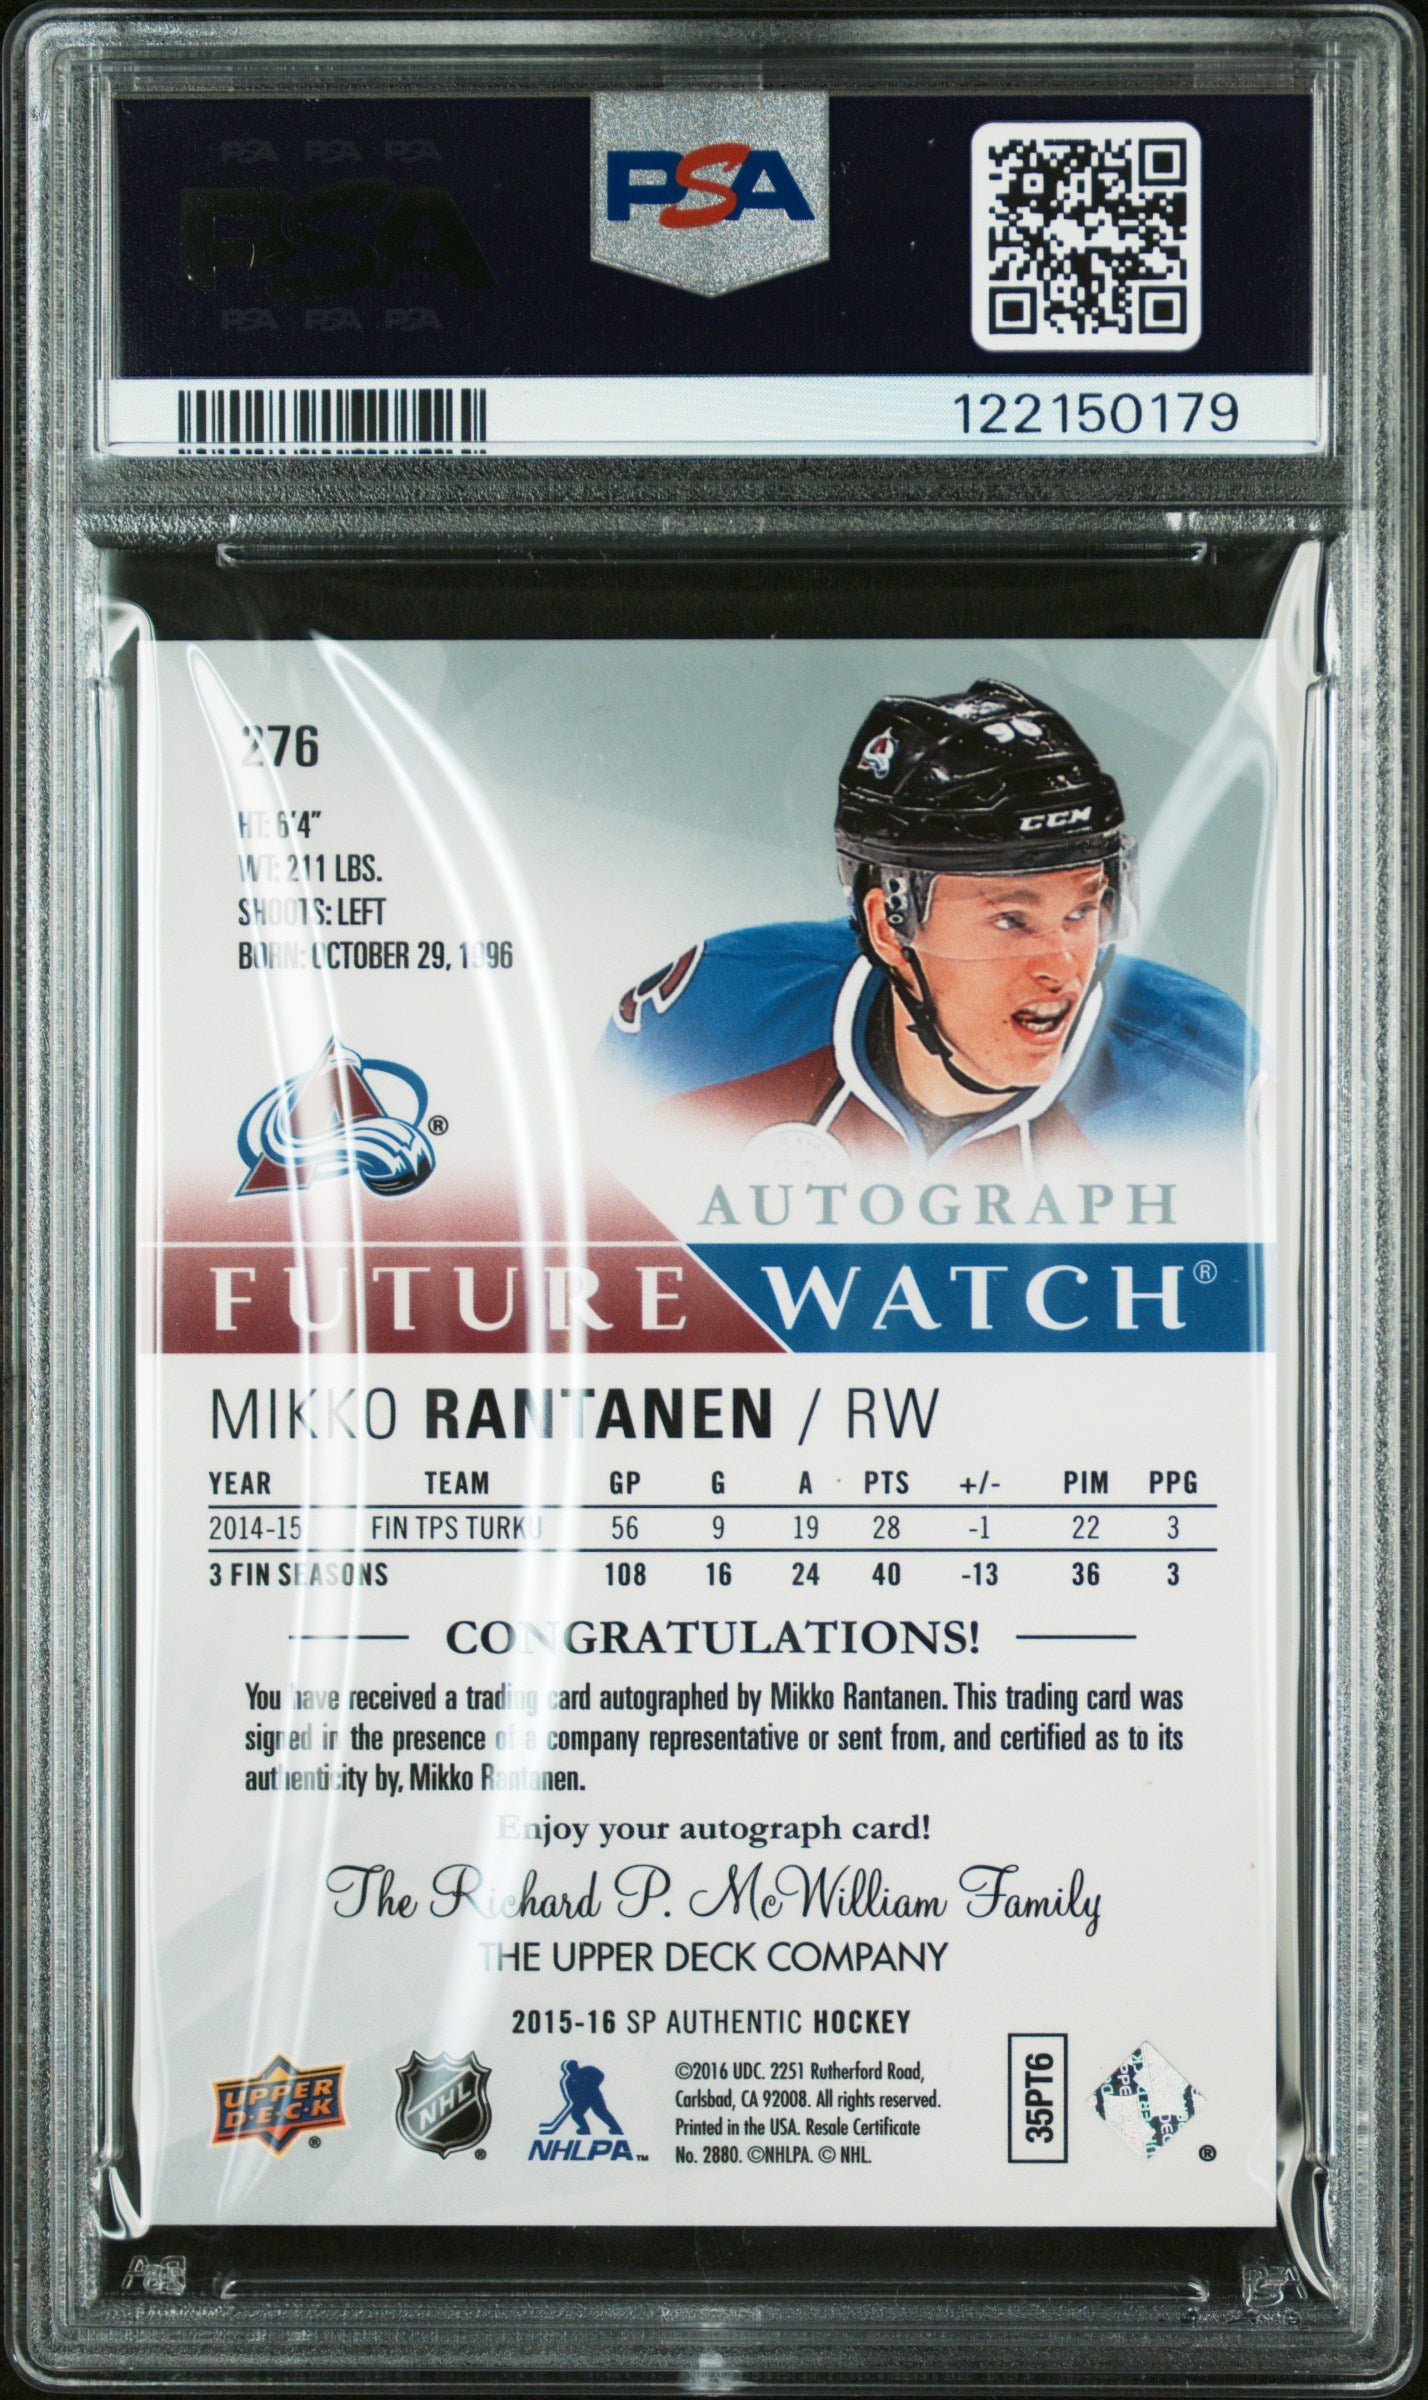 PSA PSA PSA
PSA
PSA PSA PSA
PSA
122150179
276
HT: 6'4"
WT: 211 LBS.
SHOOTS: LEFT
BORN: OCTOBER 29, 1996
96
CCM
®
AUTOGRAPH
FUTURE WATCH®
MIKKO RANTANEN / RW
YEAR TEAM GP G A PTS +/- PIM PPG
2014-15 FIN TPS TURKU 56 9 19 28 -1 22 3
3 FIN SEASONS 108 16 24 40 -13 36 3
CONGRATULATIONS!
You have received a trading card autographed by Mikko Rantanen. This trading card was
signed in the presence of a company representative or sent from, and certified as to its
authenticity by, Mikko Rantanen.
Enjoy your autograph card!
The Richard P. McWilliam Family
THE UPPER DECK COMPANY
2015-16 SP AUTHENTIC HOCKEY
UPPER
D·E·C·K
®
NHL
®
NHLPA™
©2016 UDC. 2251 Rutherford Road,
Carlsbad, CA 92008. All rights reserved.
Printed in the USA. Resale Certificate
No. 2880. ©NHLPA. © NHL.
35PT6
®
PSA